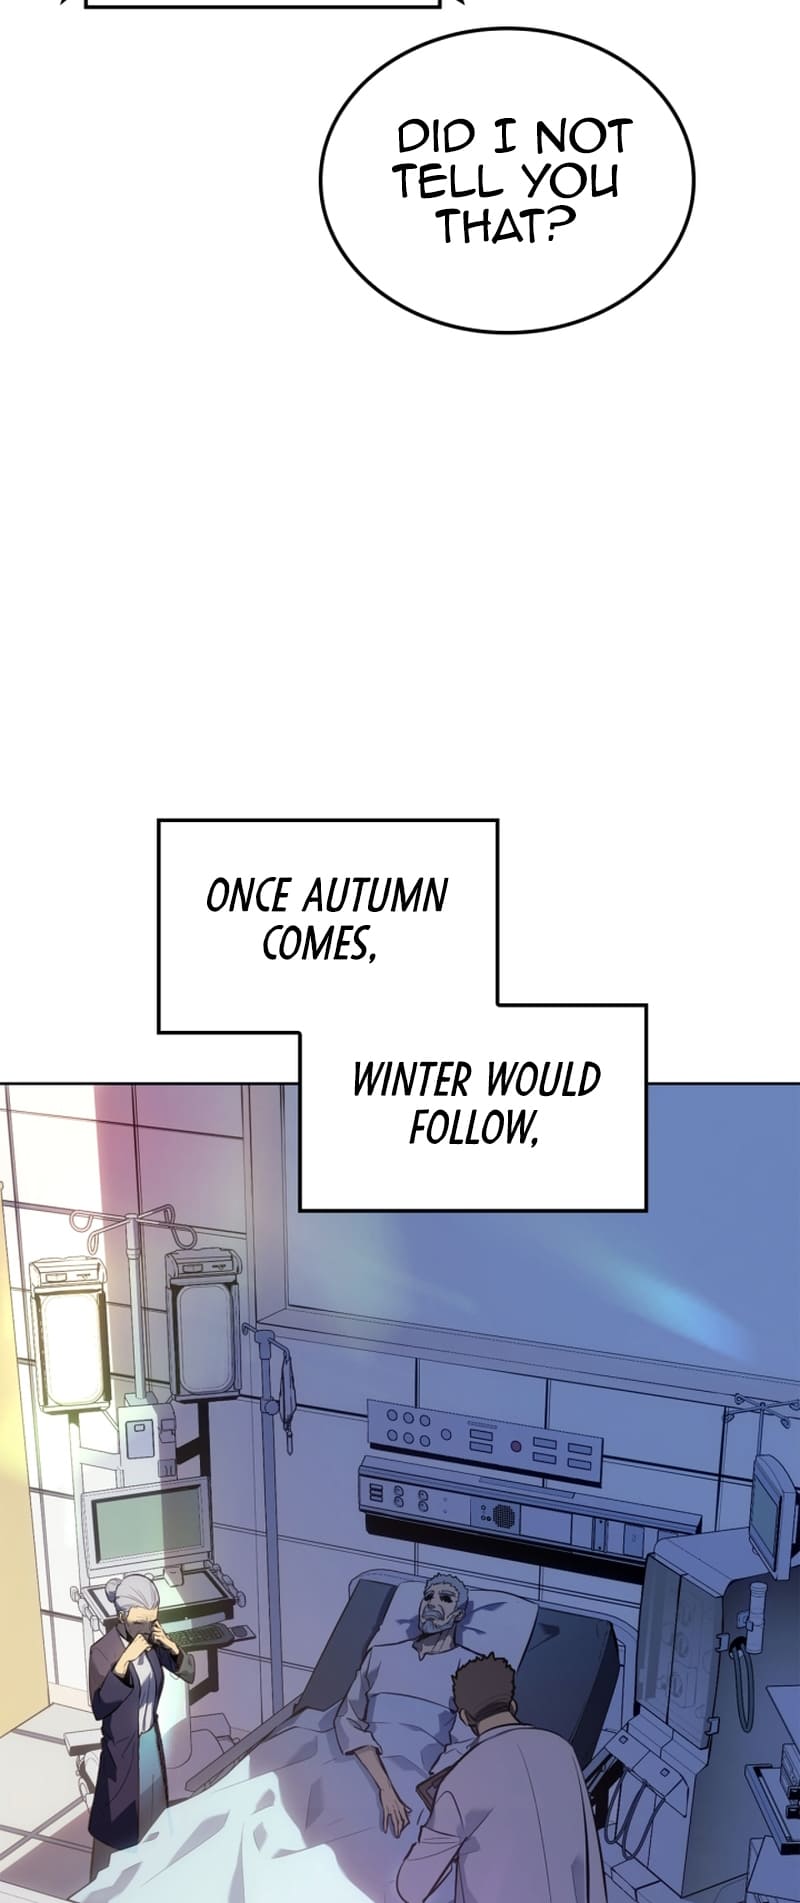 DID I NOT
TELL YOU
THAT?
ONCE AUTUMN
COMES,
WINTER WOULD
FOLLOW,